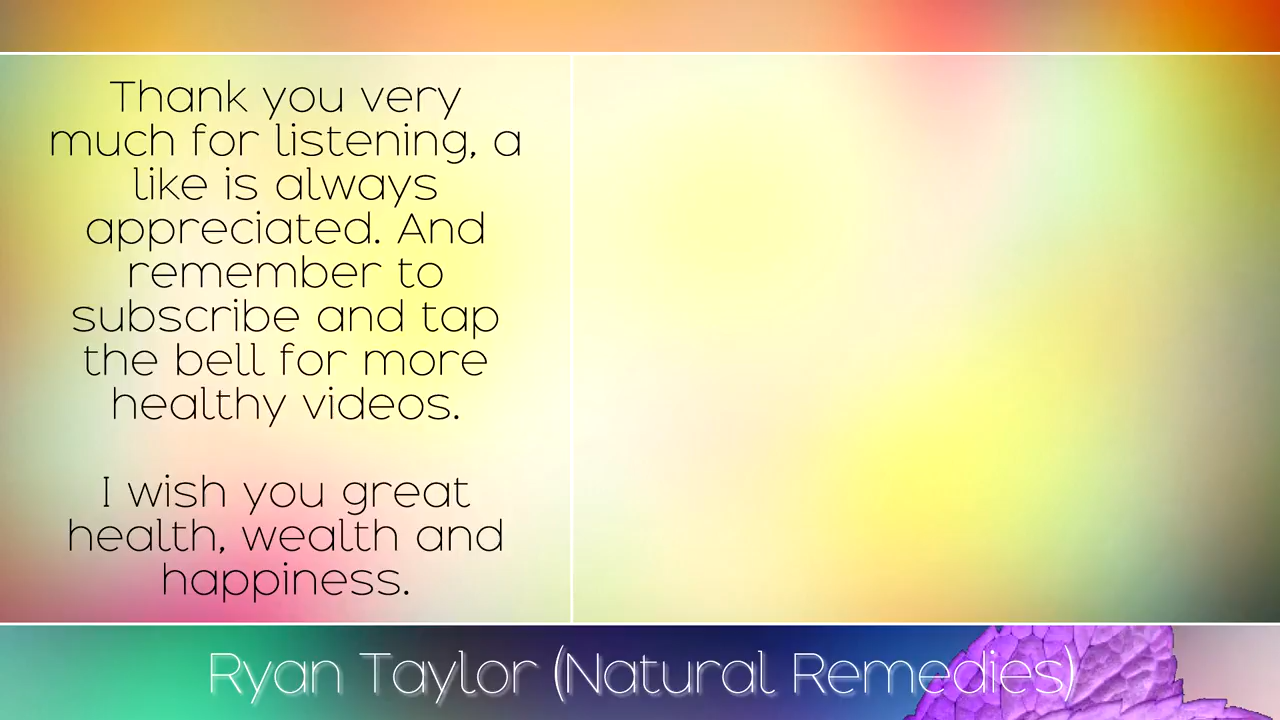 Thank you very
much for listening, a
like is always
appreciated. And
remember to
subscribe and tap
the bell for more
healthy videos.
I wish you great
health, wealth and
happiness.
Ryan Taylor (Natural Remedies)